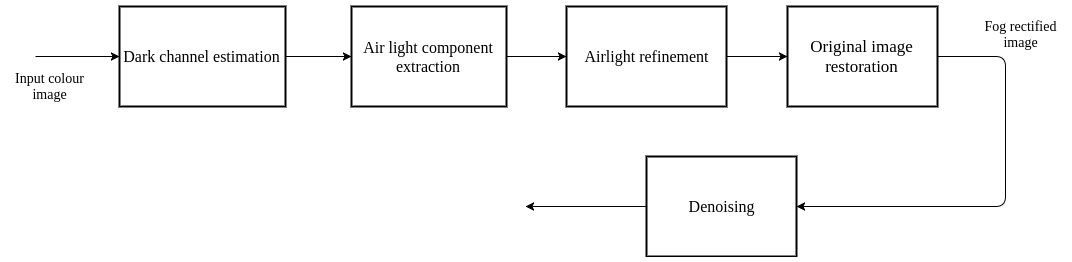 Input colour
image
Dark channel estimation
Air light component
extraction
Airlight refinement
Original image
restoration
Fog rectified
image
Denoising